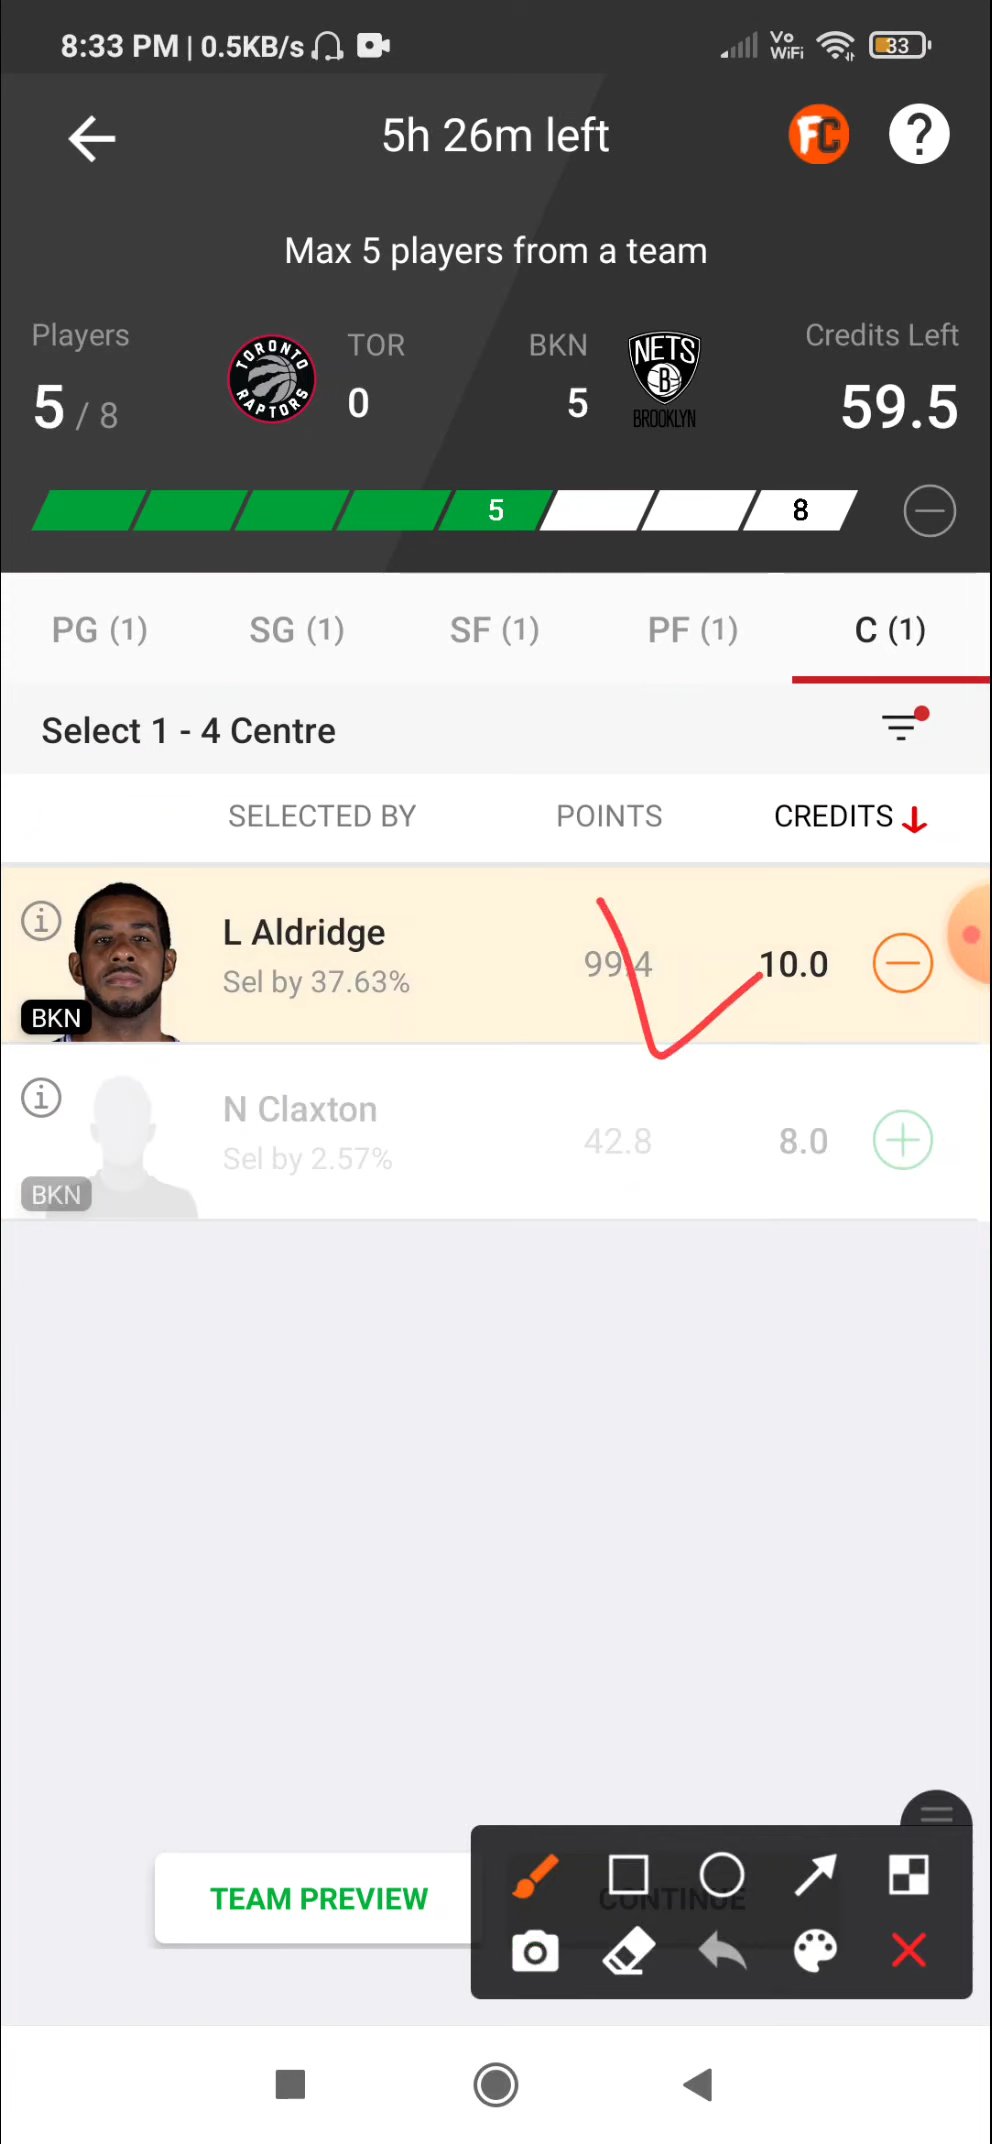 8:33 PM | 0.5KB/s Vo WiFi 33
5h 26m left FC ?
Max 5 players from a team
Players TOR BKN Credits Left
5 / 8 TORONTO RAPTORS 0 5 NETS B BROOKLYN 59.5
5 8
PG (1) SG (1) SF (1) PF (1) C (1)
Select 1 - 4 Centre
SELECTED BY POINTS CREDITS
L Aldridge
Sel by 37.63% 99.4 10.0
BKN
N Claxton
Sel by 2.57% 42.8 8.0
BKN
TEAM PREVIEW CONTINUE